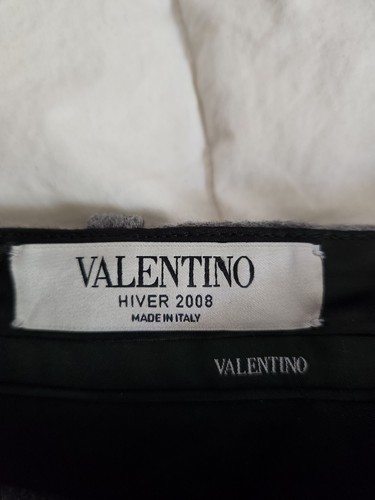 VALENTINO
HIVER 2008
MADE IN ITALY
VALENTINO